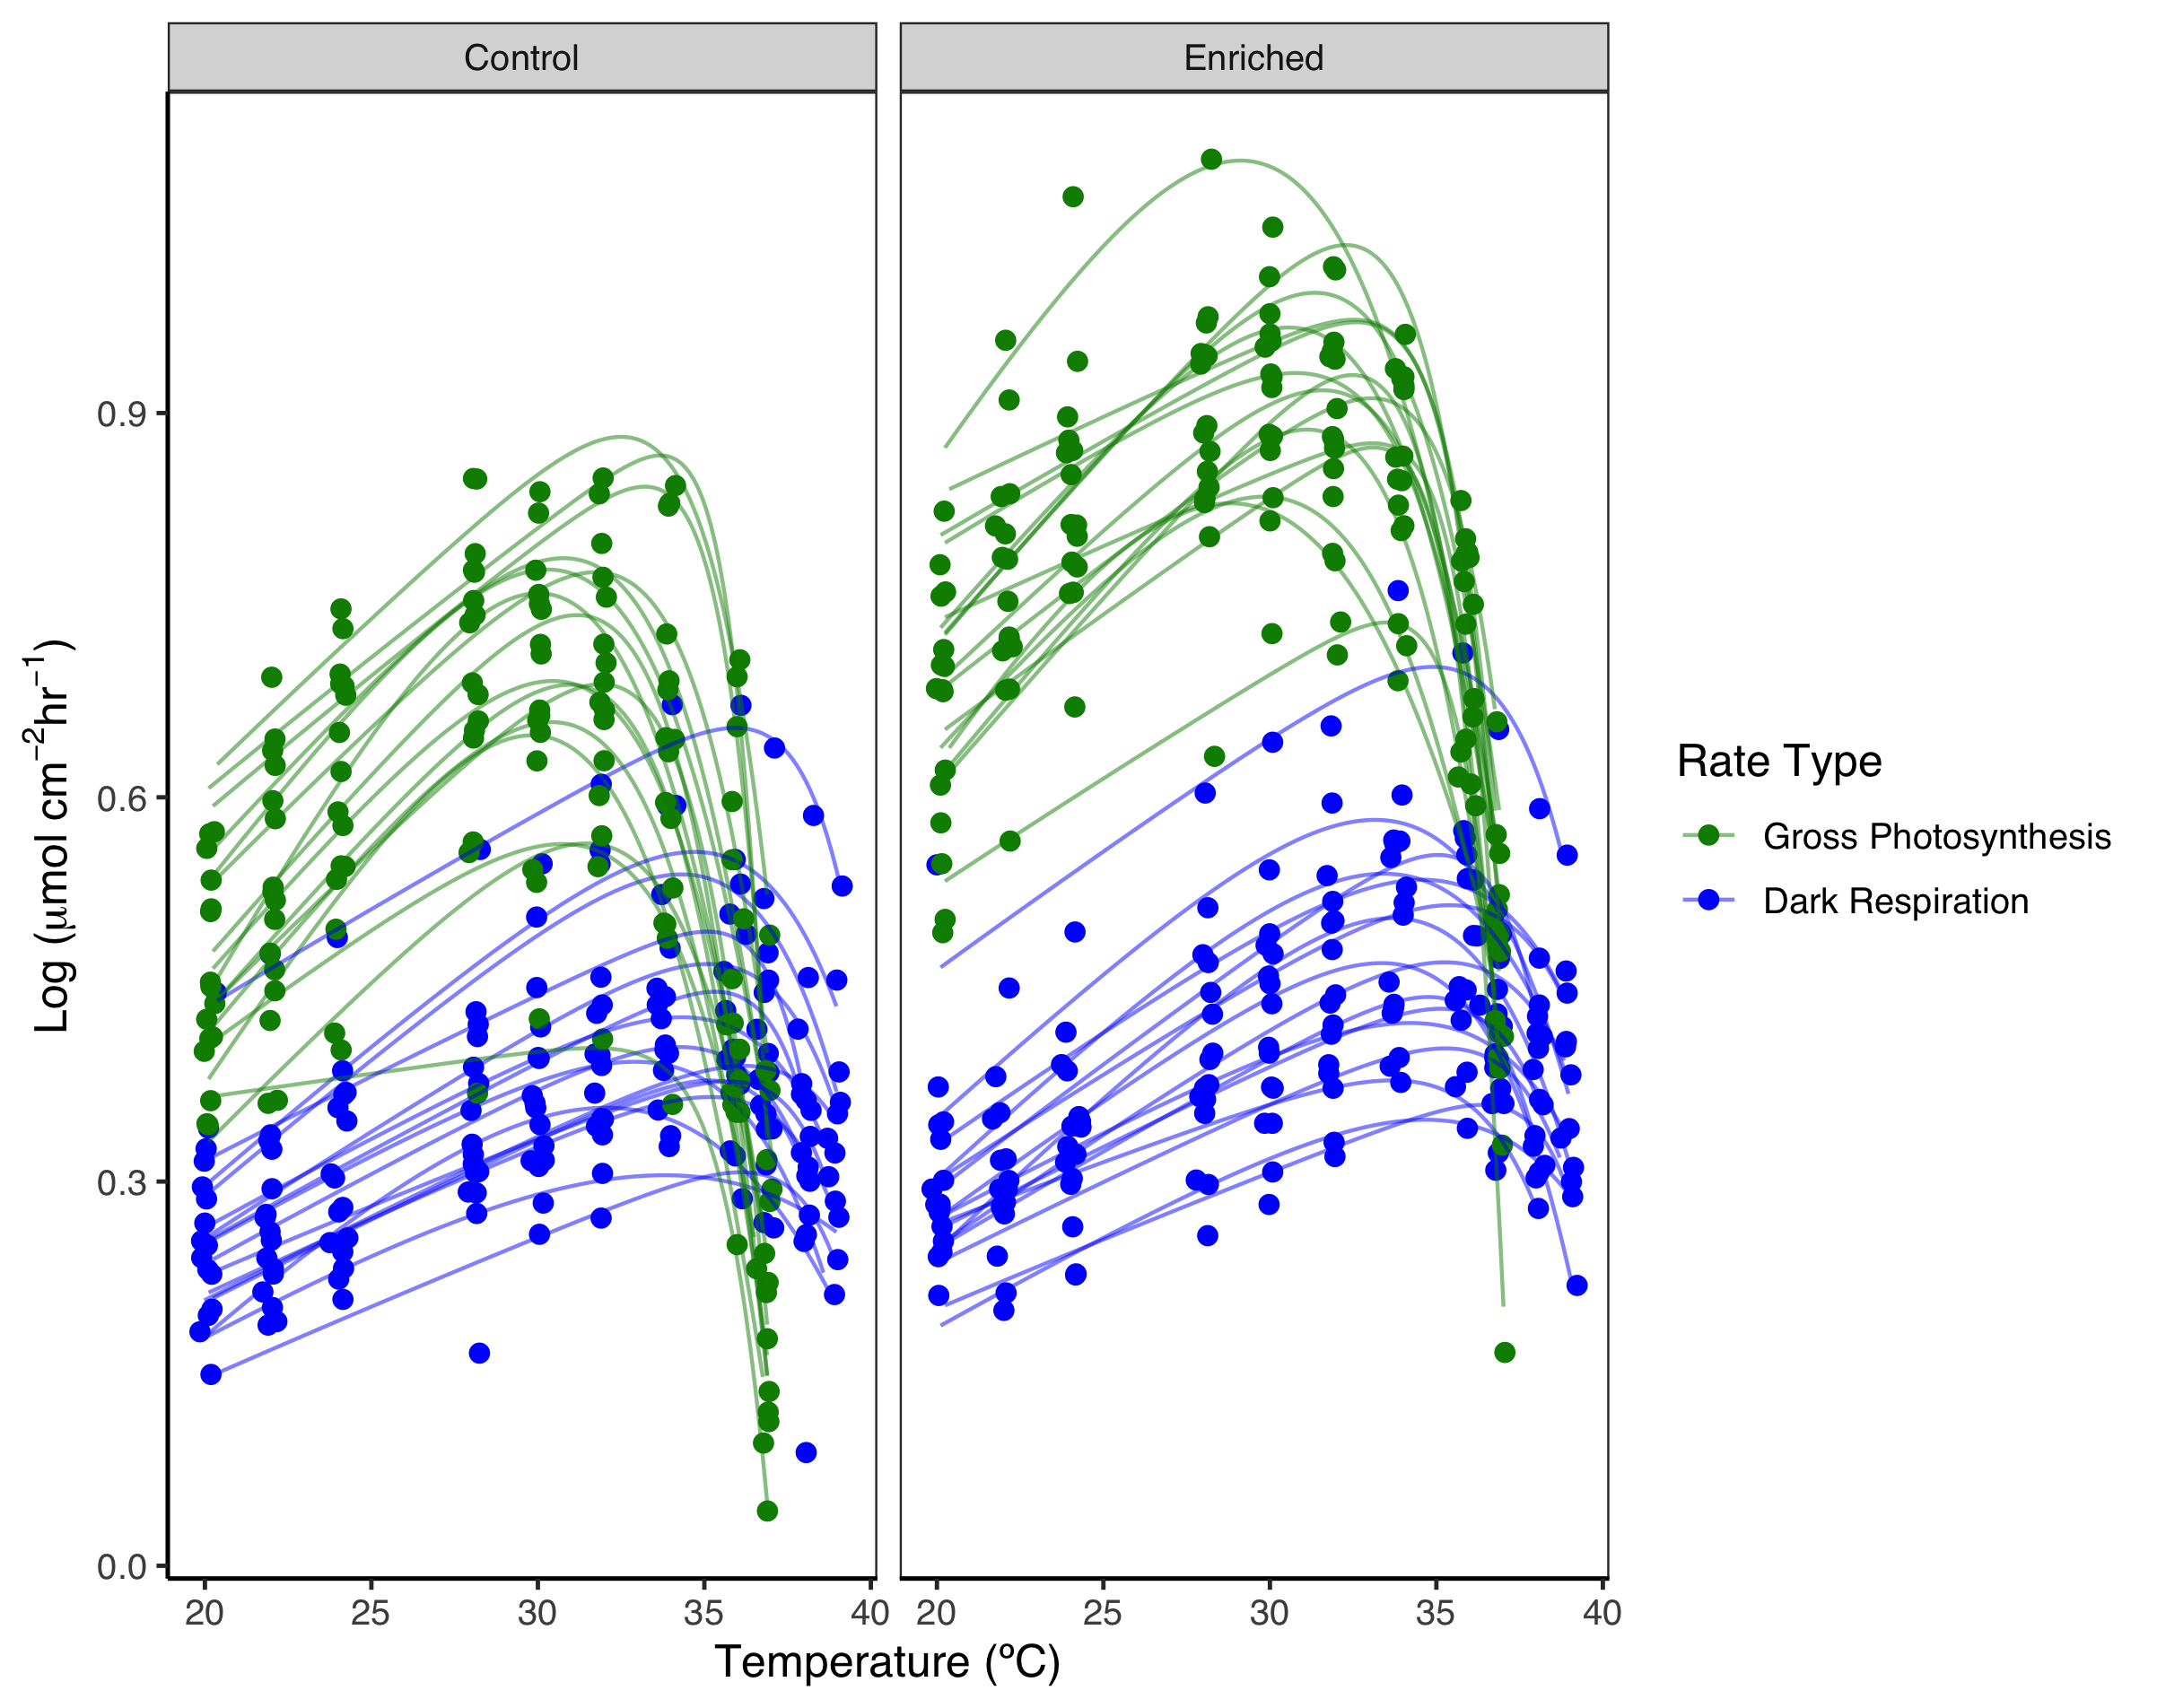 Control
Enriched
Log (μmol cm⁻²hr⁻¹)
0.9
0.6
0.3
0.0
20 25 30 35 40
20 25 30 35 40
Temperature (ºC)
Rate Type
Gross Photosynthesis
Dark Respiration